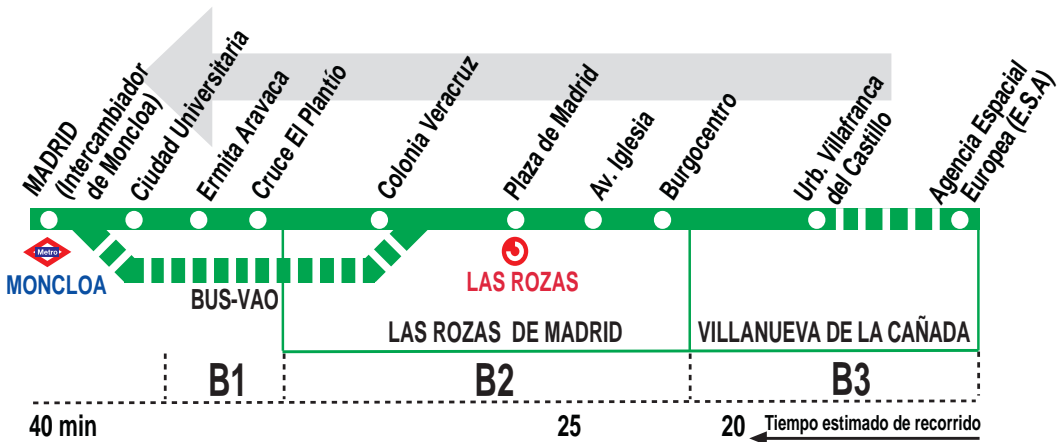 MADRID
(Intercambiador
de Moncloa)
Ciudad Universitaria
Ermita Aravaca
Cruce El Plantío
Colonia Veracruz
Plaza de Madrid
Av. Iglesia
Burgocentro
Urb. Villafranca
del Castillo
Agencia Espacial
Europea (E.S.A)
Metro
MONCLOA
LAS ROZAS
BUS-VAO
LAS ROZAS DE MADRID
VILLANUEVA DE LA CAÑADA
B1
B2
B3
40 min
25
20
Tiempo estimado de recorrido